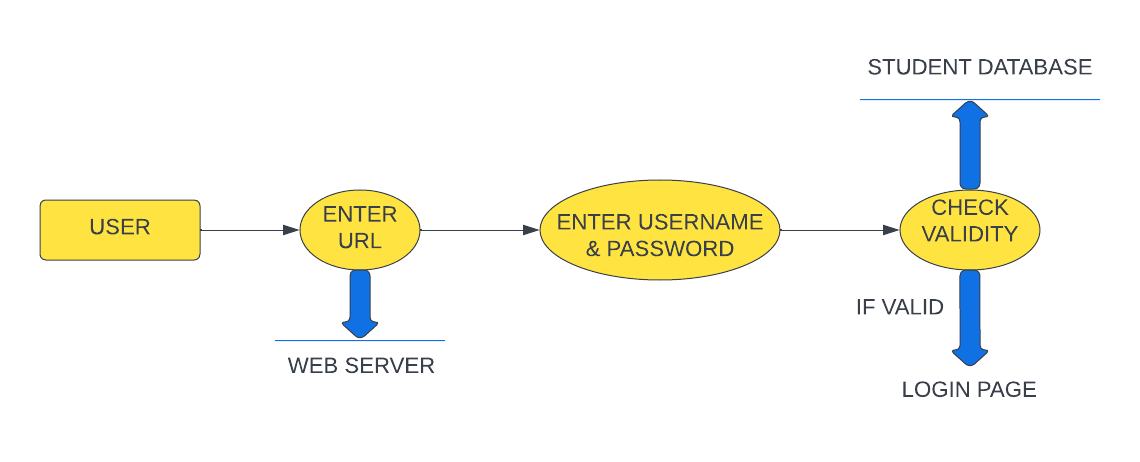 STUDENT DATABASE
USER
ENTER
URL
ENTER USERNAME
& PASSWORD
CHECK
VALIDITY
IF VALID
WEB SERVER
LOGIN PAGE